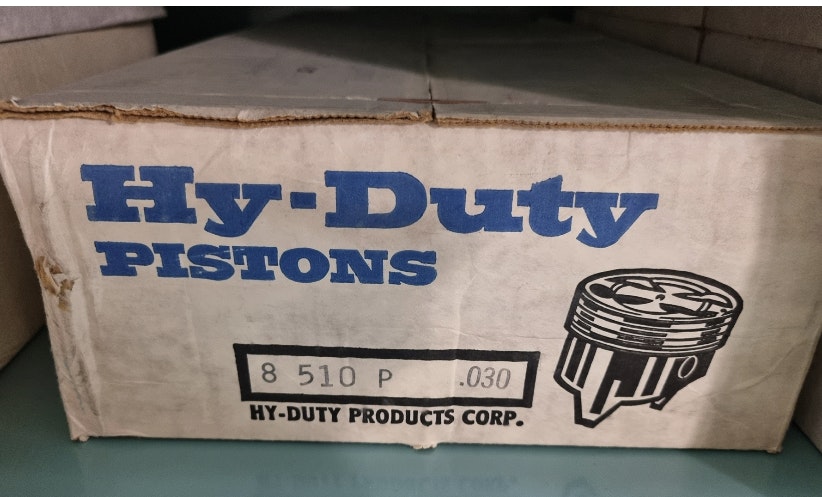 Hy-Duty
PISTONS
8 510 P .030
HY-DUTY PRODUCTS CORP.